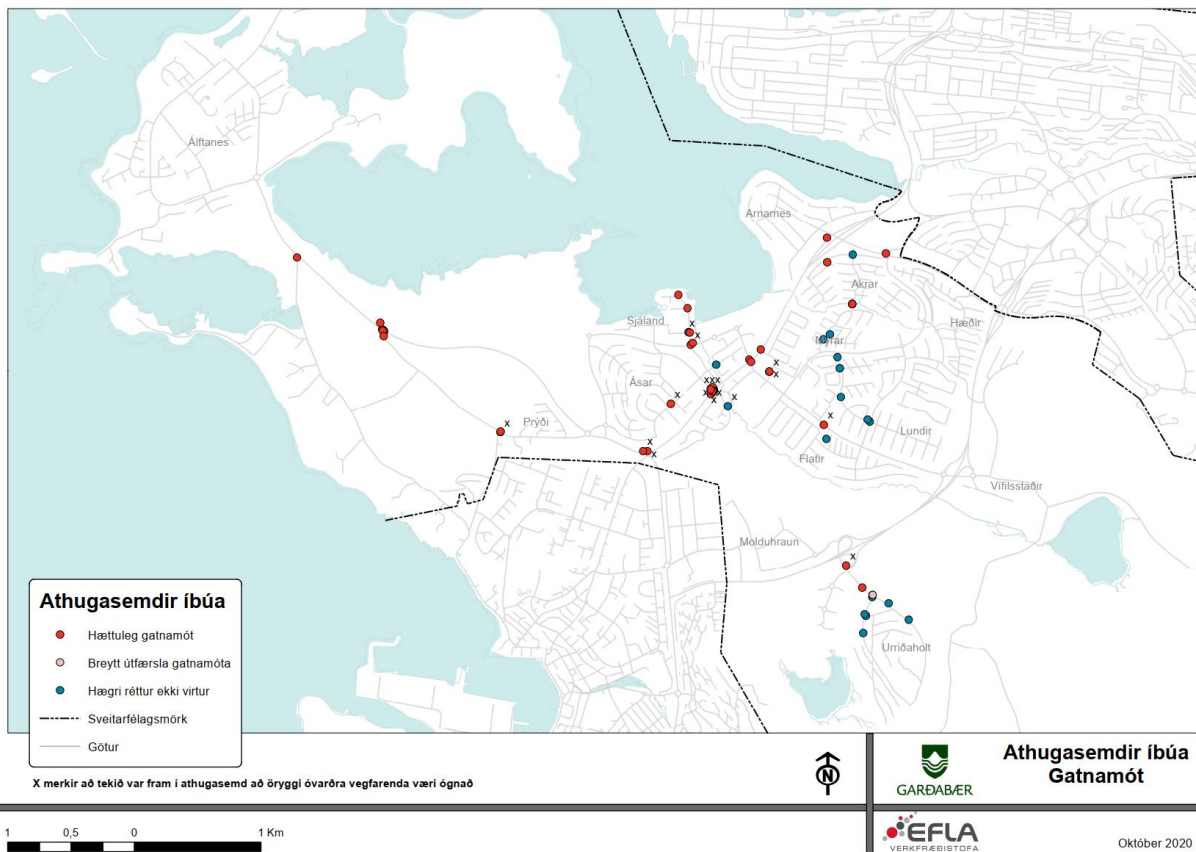 Álftanes
Arnarnes
Akrar
Sjáland
Hæðir
Mýrar
Ásar
Prýði
Lundir
Flatir
Vífilsstaðir
Molduhraun
Urriðaholt
x
x
x
x
xxx
x
x
x
x
x
x
x
x
x
x
Athugasemdir íbúa
Hættuleg gatnamót
Breytt útfærsla gatnamóta
Hægri réttur ekki virtur
Sveitarfélagsmörk
Götur
X merkir að tekið var fram í athugasemd að öryggi óvarðra vegfarenda væri ógnað
N
GARÐABÆR
Athugasemdir íbúa
Gatnamót
1 0,5 0 1 Km
EFLA
VERKFRÆÐISTOFA
Október 2020